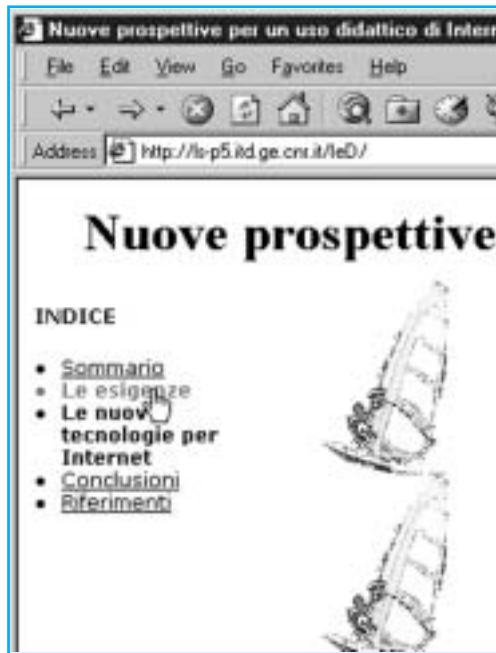 Nuove prospettive per un uso didattico di Intern
File Edit View Go Favorites Help
Address http://ls-p5.itd.ge.cnr.it/IeD/
Nuove prospettive
INDICE
• Sommario
• Le esigenze
• Le nuov
tecnologie per
Internet
• Conclusioni
• Riferimenti